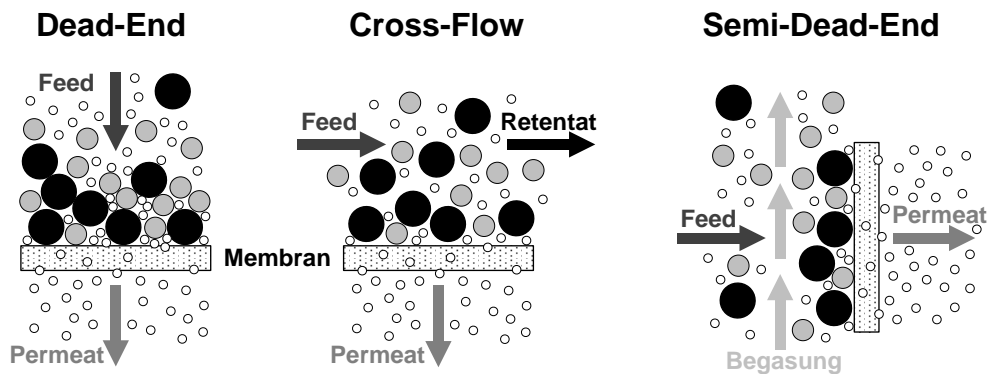 Dead-End
Cross-Flow
Semi-Dead-End
Feed
Feed
Retentat
Feed
Permeat
Membran
Permeat
Permeat
Begasung